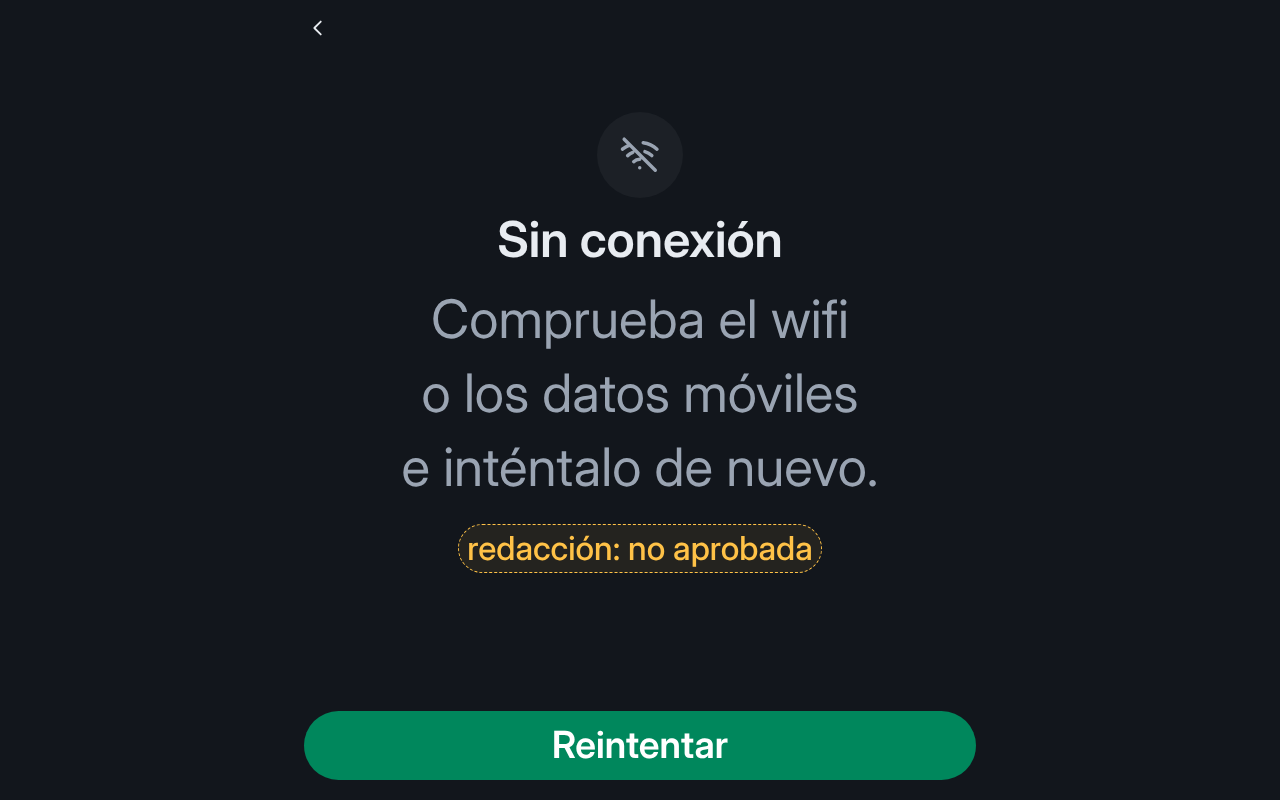 Sin conexión
Comprueba el wifi
o los datos móviles
e inténtalo de nuevo.
redacción: no aprobada
Reintentar